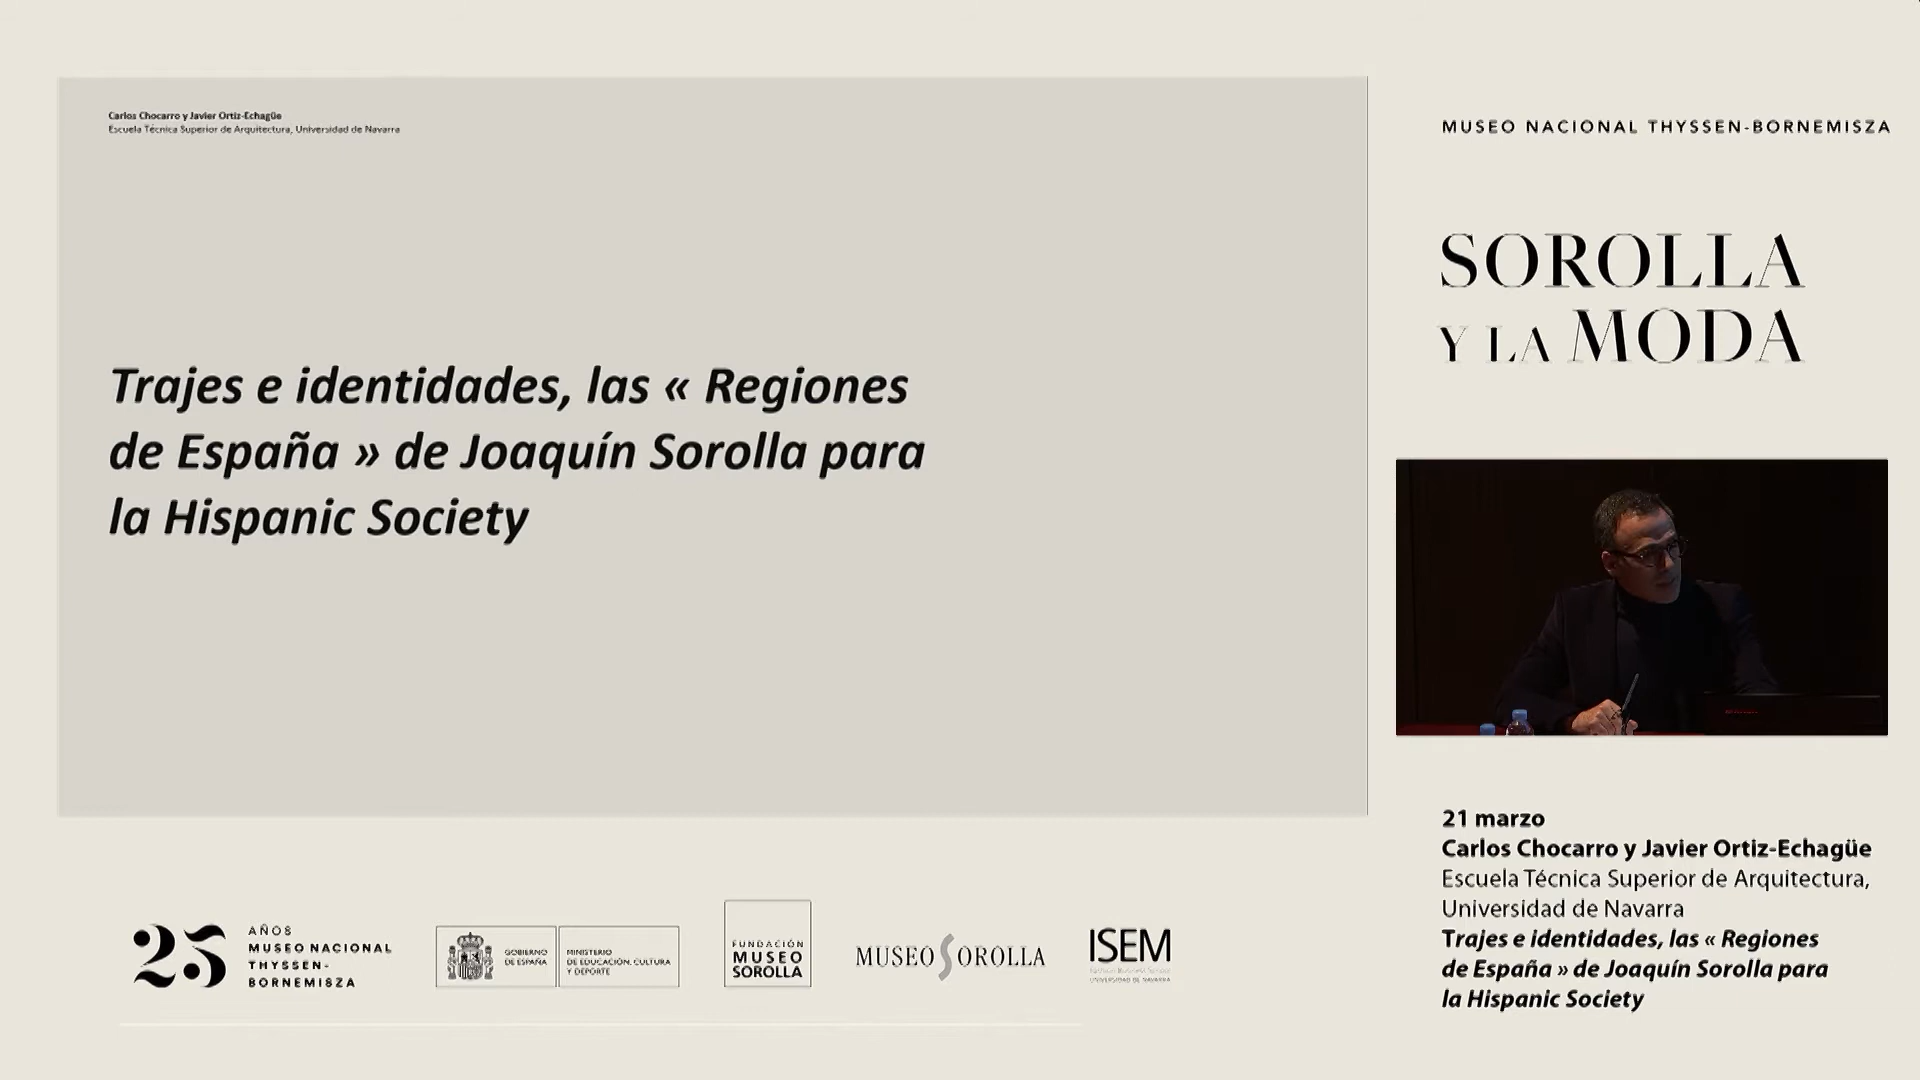 Carlos Chocarro y Javier Ortiz-Echagüe
Escuela Técnica Superior de Arquitectura, Universidad de Navarra
Trajes e identidades, las « Regiones
de España » de Joaquín Sorolla para
la Hispanic Society
MUSEO NACIONAL THYSSEN-BORNEMISZA
SOROLLA
Y LA MODA
21 marzo
Carlos Chocarro y Javier Ortiz-Echagüe
Escuela Técnica Superior de Arquitectura,
Universidad de Navarra
Trajes e identidades, las « Regiones
de España » de Joaquín Sorolla para
la Hispanic Society
25
AÑOS
MUSEO NACIONAL
THYSSEN-
BORNEMISZA
GOBIERNO
DE ESPAÑA
MINISTERIO
DE EDUCACIÓN, CULTURA
Y DEPORTE
FUNDACIÓN
MUSEO
SOROLLA
MUSEO SOROLLA
ISEM
UNIVERSIDAD DE NAVARRA